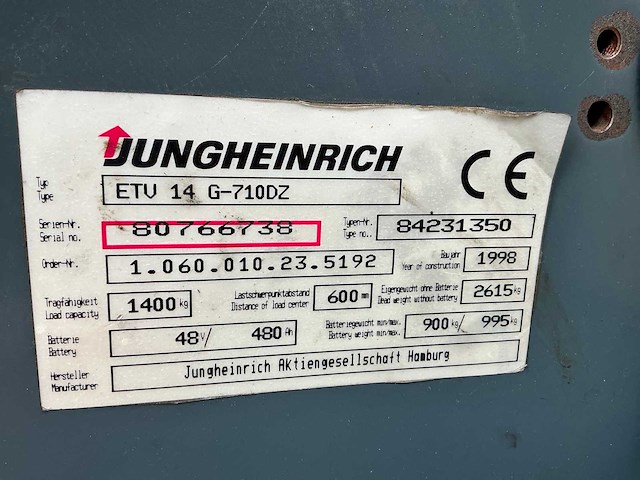 JUNGHEINRICH
CE
Typ
Type
ETV 14 G-710DZ
Serien-Nr.
Serial no.
80766738
Typen-Nr.
Type no..
84231350
Order-Nr.
1.060.010.23.5192
Baujahr
Year of construction
1998
Tragfähigkeit
Load capacity
1400 kg
Lastschwerpunktabstand
Distance of load center
600 mm
Eigengewicht ohne Batterie
Dead weight without battery
2615 kg
Batterie
Battery
48 V/ 480 Ah
Batteriegewicht min/max.
Battery weight min/max.
900 kg/ 995 kg
Hersteller
Manufacturer
Jungheinrich Aktiengesellschaft Hamburg